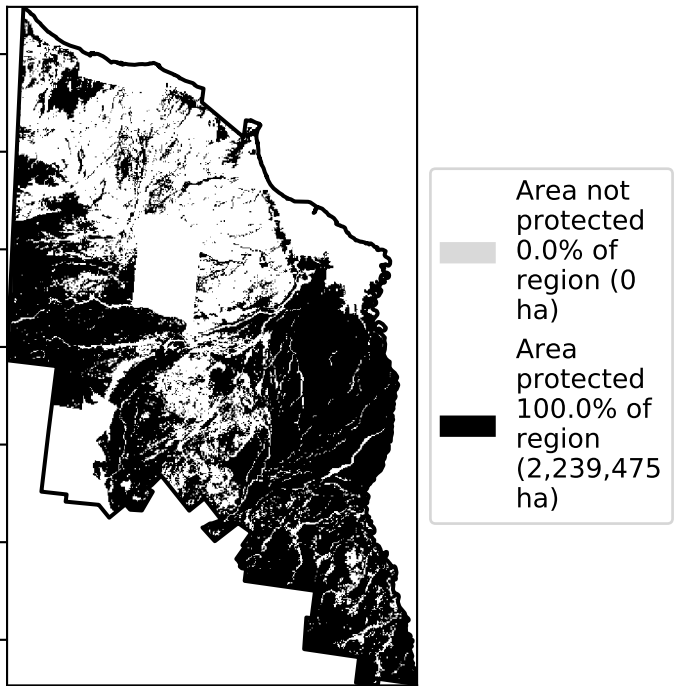 Area not
protected
0.0% of
region (0
ha)
Area
protected
100.0% of
region
(2,239,475
ha)